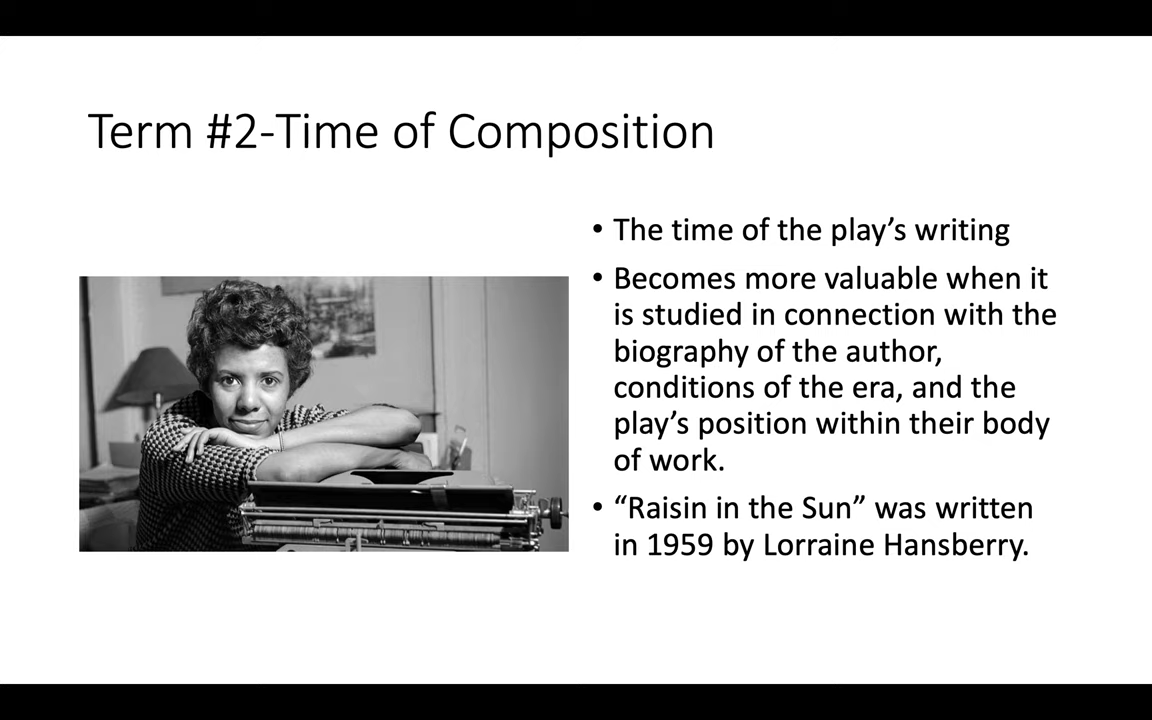 Term #2-Time of Composition
• The time of the play’s writing
• Becomes more valuable when it
is studied in connection with the
biography of the author,
conditions of the era, and the
play’s position within their body
of work.
• “Raisin in the Sun” was written
in 1959 by Lorraine Hansberry.